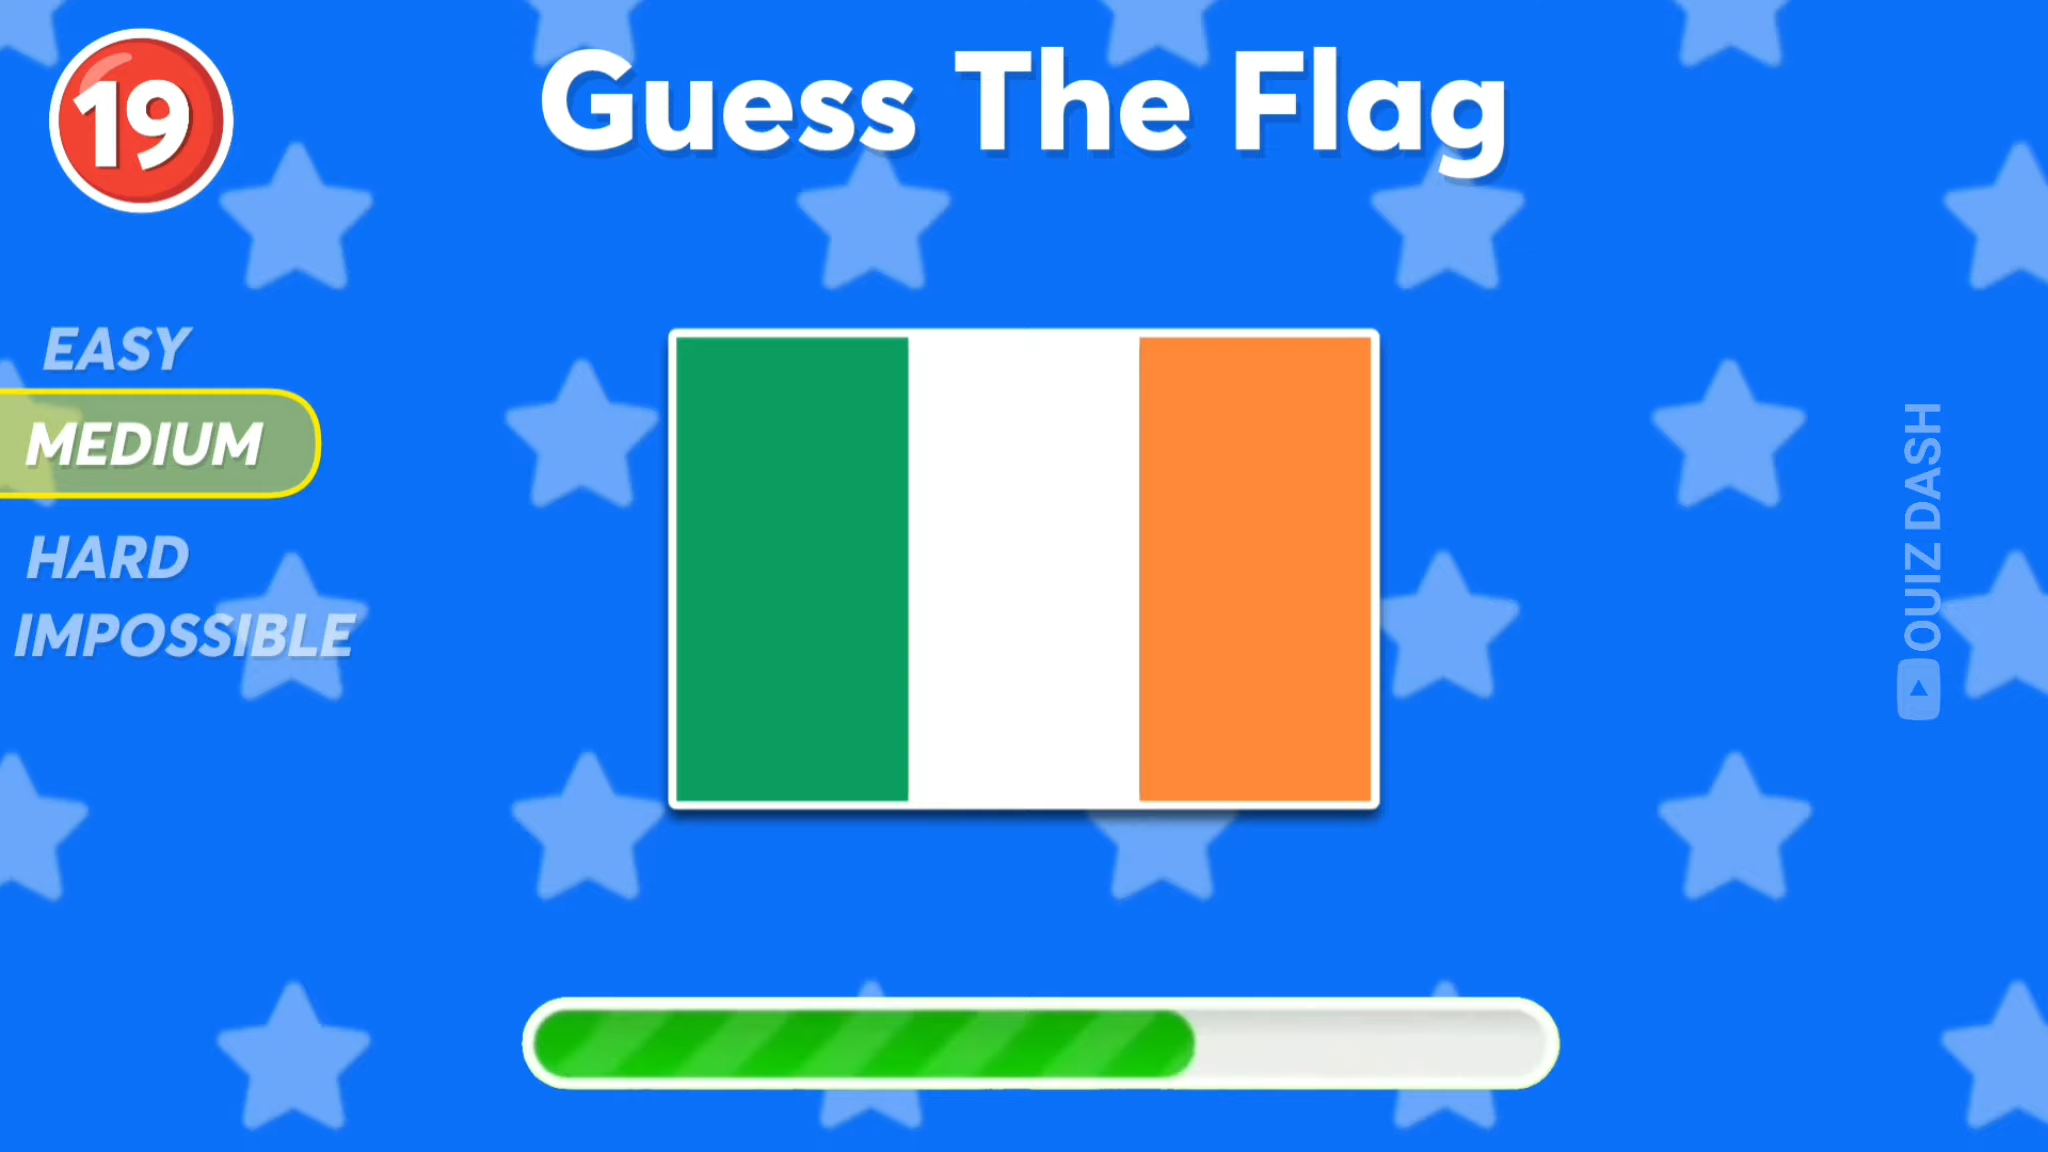 19
Guess The Flag
EASY
MEDIUM
HARD
IMPOSSIBLE
QUIZ DASH